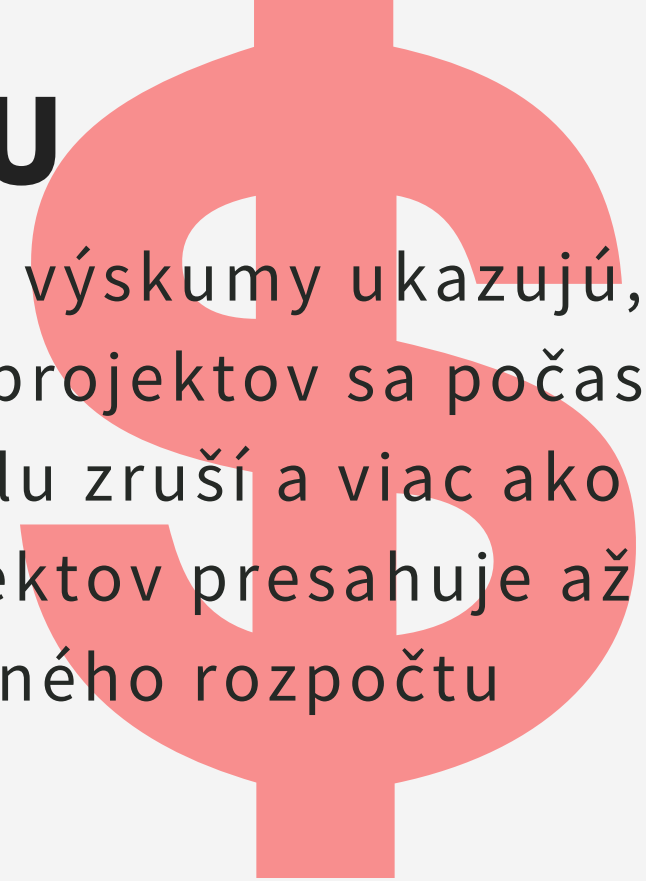 U
výskumy ukazujú,
projektov sa počas
lu zruší a viac ako
ektov presahuje až
ného rozpočtu